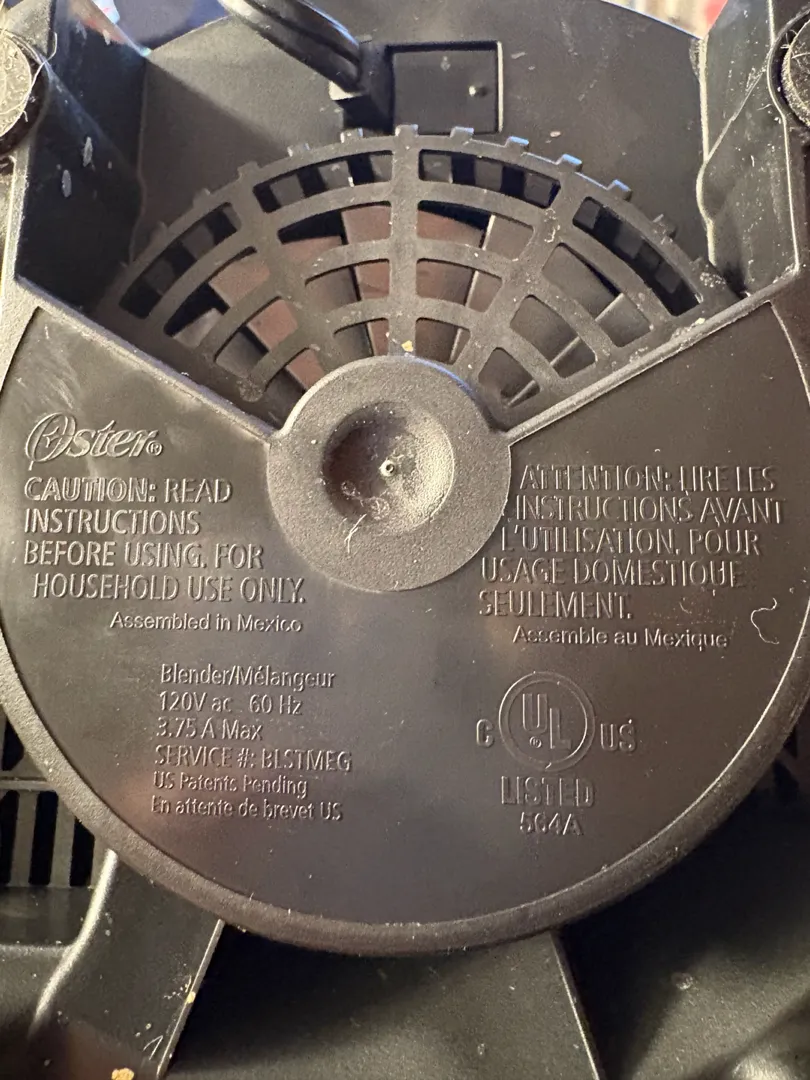 Oster®
CAUTION: READ
INSTRUCTIONS
BEFORE USING. FOR
HOUSEHOLD USE ONLY.
Assembled in Mexico
Blender/Mélangeur
120V ac 60 Hz
3.75 A Max
SERVICE #: BLSTMEG
US Patents Pending
En attente de brevet US
ATTENTION: LIRE LES
INSTRUCTIONS AVANT
L'UTILISATION. POUR
USAGE DOMESTIQUE
SEULEMENT.
Assemble au Mexique
C UL® US
LISTED
564A